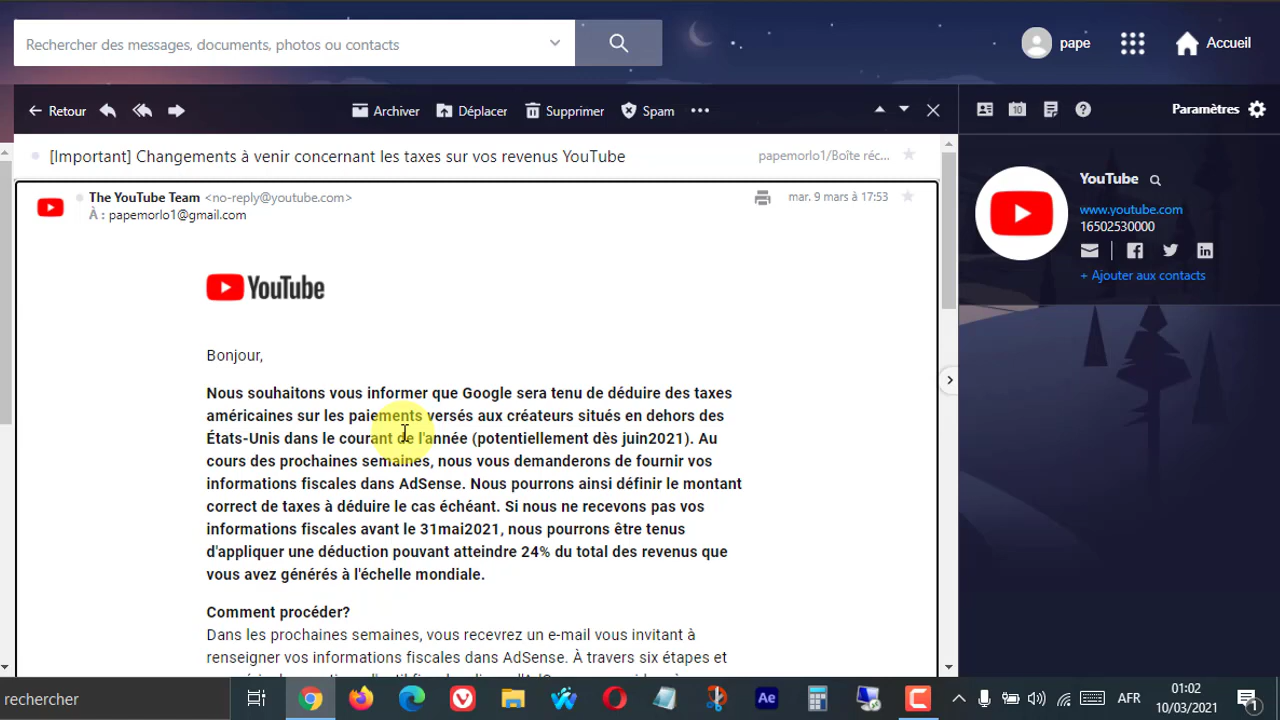 Rechercher des messages, documents, photos ou contacts
pape
Accueil
Retour
Archiver
Déplacer
Supprimer
Spam
10
Paramètres
[Important] Changements à venir concernant les taxes sur vos revenus YouTube
papemorlo1/Boîte réc...
The YouTube Team <no-reply@youtube.com>
mar. 9 mars à 17:53
À : papemorlo1@gmail.com
YouTube
www.youtube.com
16502530000
+ Ajouter aux contacts
YouTube
Bonjour,
Nous souhaitons vous informer que Google sera tenu de déduire des taxes
américaines sur les paiements versés aux créateurs situés en dehors des
États-Unis dans le courant de l'année (potentiellement dès juin2021). Au
cours des prochaines semaines, nous vous demanderons de fournir vos
informations fiscales dans AdSense. Nous pourrons ainsi définir le montant
correct de taxes à déduire le cas échéant. Si nous ne recevons pas vos
informations fiscales avant le 31mai2021, nous pourrons être tenus
d'appliquer une déduction pouvant atteindre 24% du total des revenus que
vous avez générés à l'échelle mondiale.
Comment procéder?
Dans les prochaines semaines, vous recevrez un e-mail vous invitant à
renseigner vos informations fiscales dans AdSense. À travers six étapes et
rechercher
Ae
AFR
01:02
10/03/2021
1